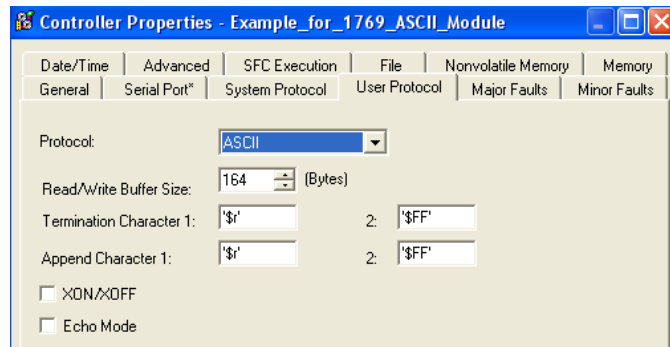 Controller Properties - Example_for_1769_ASCII_Module
Date/Time Advanced SFC Execution File Nonvolatile Memory Memory
General Serial Port* System Protocol User Protocol Major Faults Minor Faults
Protocol: ASCII
Read/Write Buffer Size: 164 (Bytes)
Termination Character 1: '$r' 2: '$FF'
Append Character 1: '$r' 2: '$FF'
XON/XOFF
Echo Mode